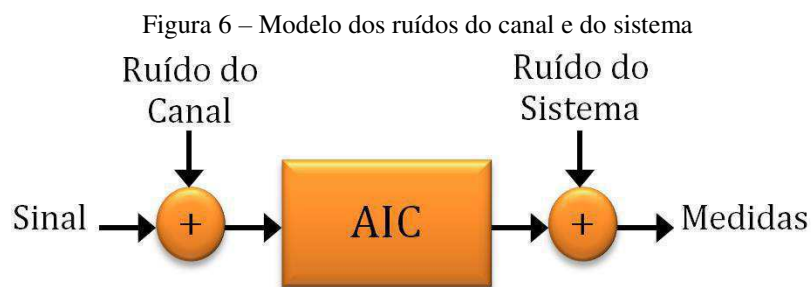 Figura 6 – Modelo dos ruídos do canal e do sistema
Ruído do
Canal
Ruído do
Sistema
Sinal
+
AIC
+
Medidas